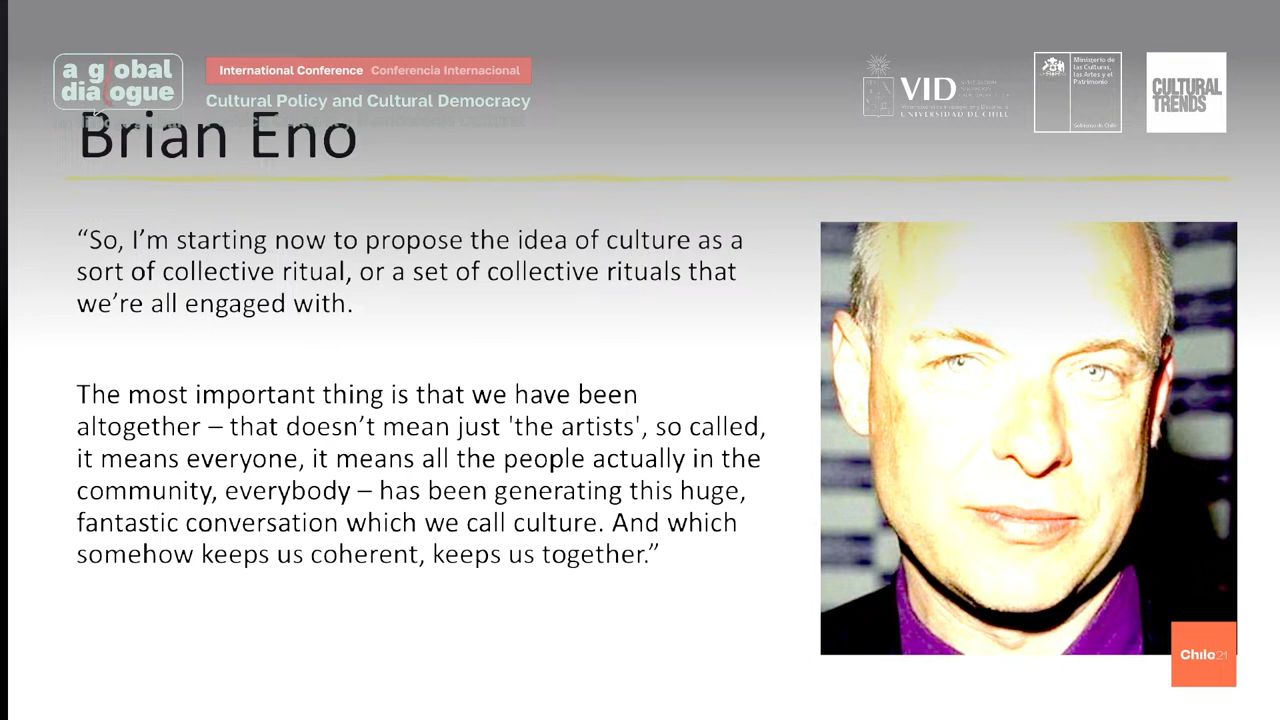 a global
dialogue
International Conference Conferencia Internacional
Cultural Policy and Cultural Democracy
VID
UNIVERSIDAD DE CHILE
Ministerio de
las Culturas,
las Artes y el
Patrimonio
Gobierno de Chile
CULTURAL
TRENDS
Brian Eno
“So, I’m starting now to propose the idea of culture as a
sort of collective ritual, or a set of collective rituals that
we’re all engaged with.
The most important thing is that we have been
altogether – that doesn’t mean just 'the artists', so called,
it means everyone, it means all the people actually in the
community, everybody – has been generating this huge,
fantastic conversation which we call culture. And which
somehow keeps us coherent, keeps us together.”
Chile21